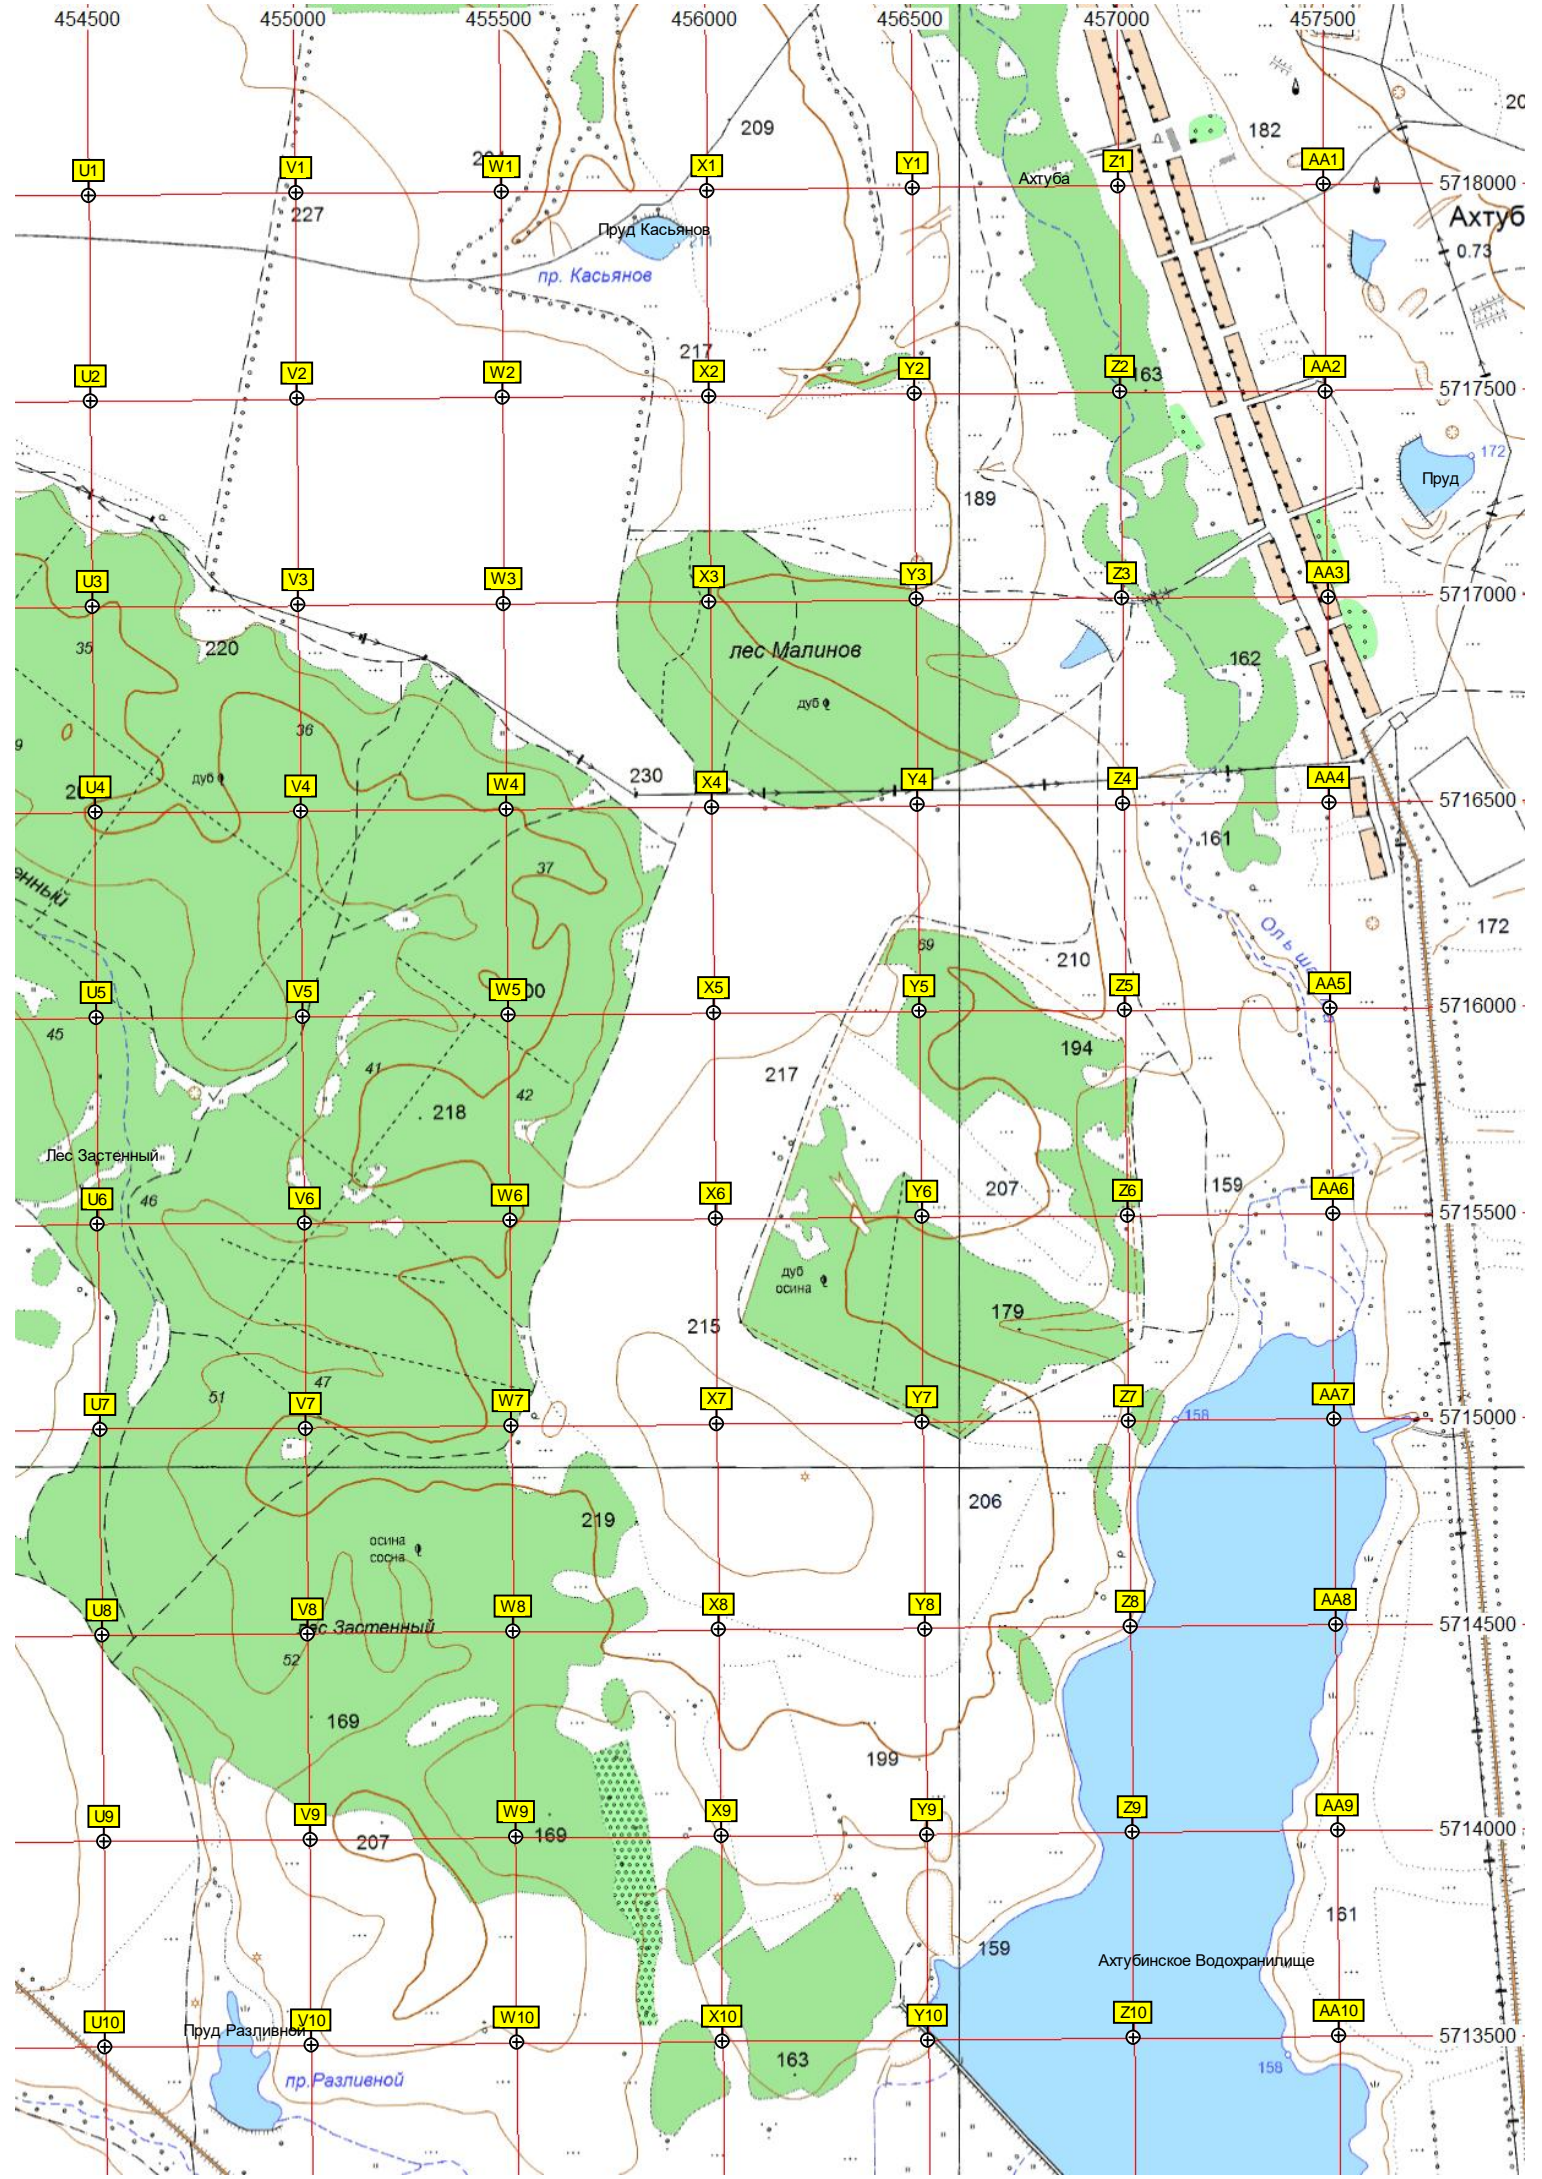 454500 455000 455500 456000 456500 457000 457500
209
182
20
U1 V1 W1 X1 Y1 Z1 AA1
5718000
Ахтуба
227
Ахтуб
Пруд Касьянов
211
0.73
пр. Касьянов
217
U2 V2 W2 X2 Y2 Z2 AA2
163
5717500
172
Пруд
189
U3 V3 W3 X3 Y3 Z3 AA3
5717000
35
220
лес Малинов
162
дуб
36
9
дуб
230
U4 V4 W4 X4 Y4 Z4 AA4
5716500
161
37
енный
172
69
210
U5 V5 W5 X5 Y5 Z5 AA5
5716000
45
194
41
217
42
218
Лес Застенный
46
207
159
U6 V6 W6 X6 Y6 Z6 AA6
5715500
дуб
осина
179
215
47
51
U7 V7 W7 X7 Y7 Z7 AA7
158
5715000
206
219
осина
сосна
U8 V8 W8 X8 Y8 Z8 AA8
5714500
лес Застенный
52
169
199
U9 V9 W9 X9 Y9 Z9 AA9
5714000
207
169
161
159
Ахтубинское Водохранилище
U10 V10 W10 X10 Y10 Z10 AA10
5713500
Пруд Разливной
163
158
пр.Разливной